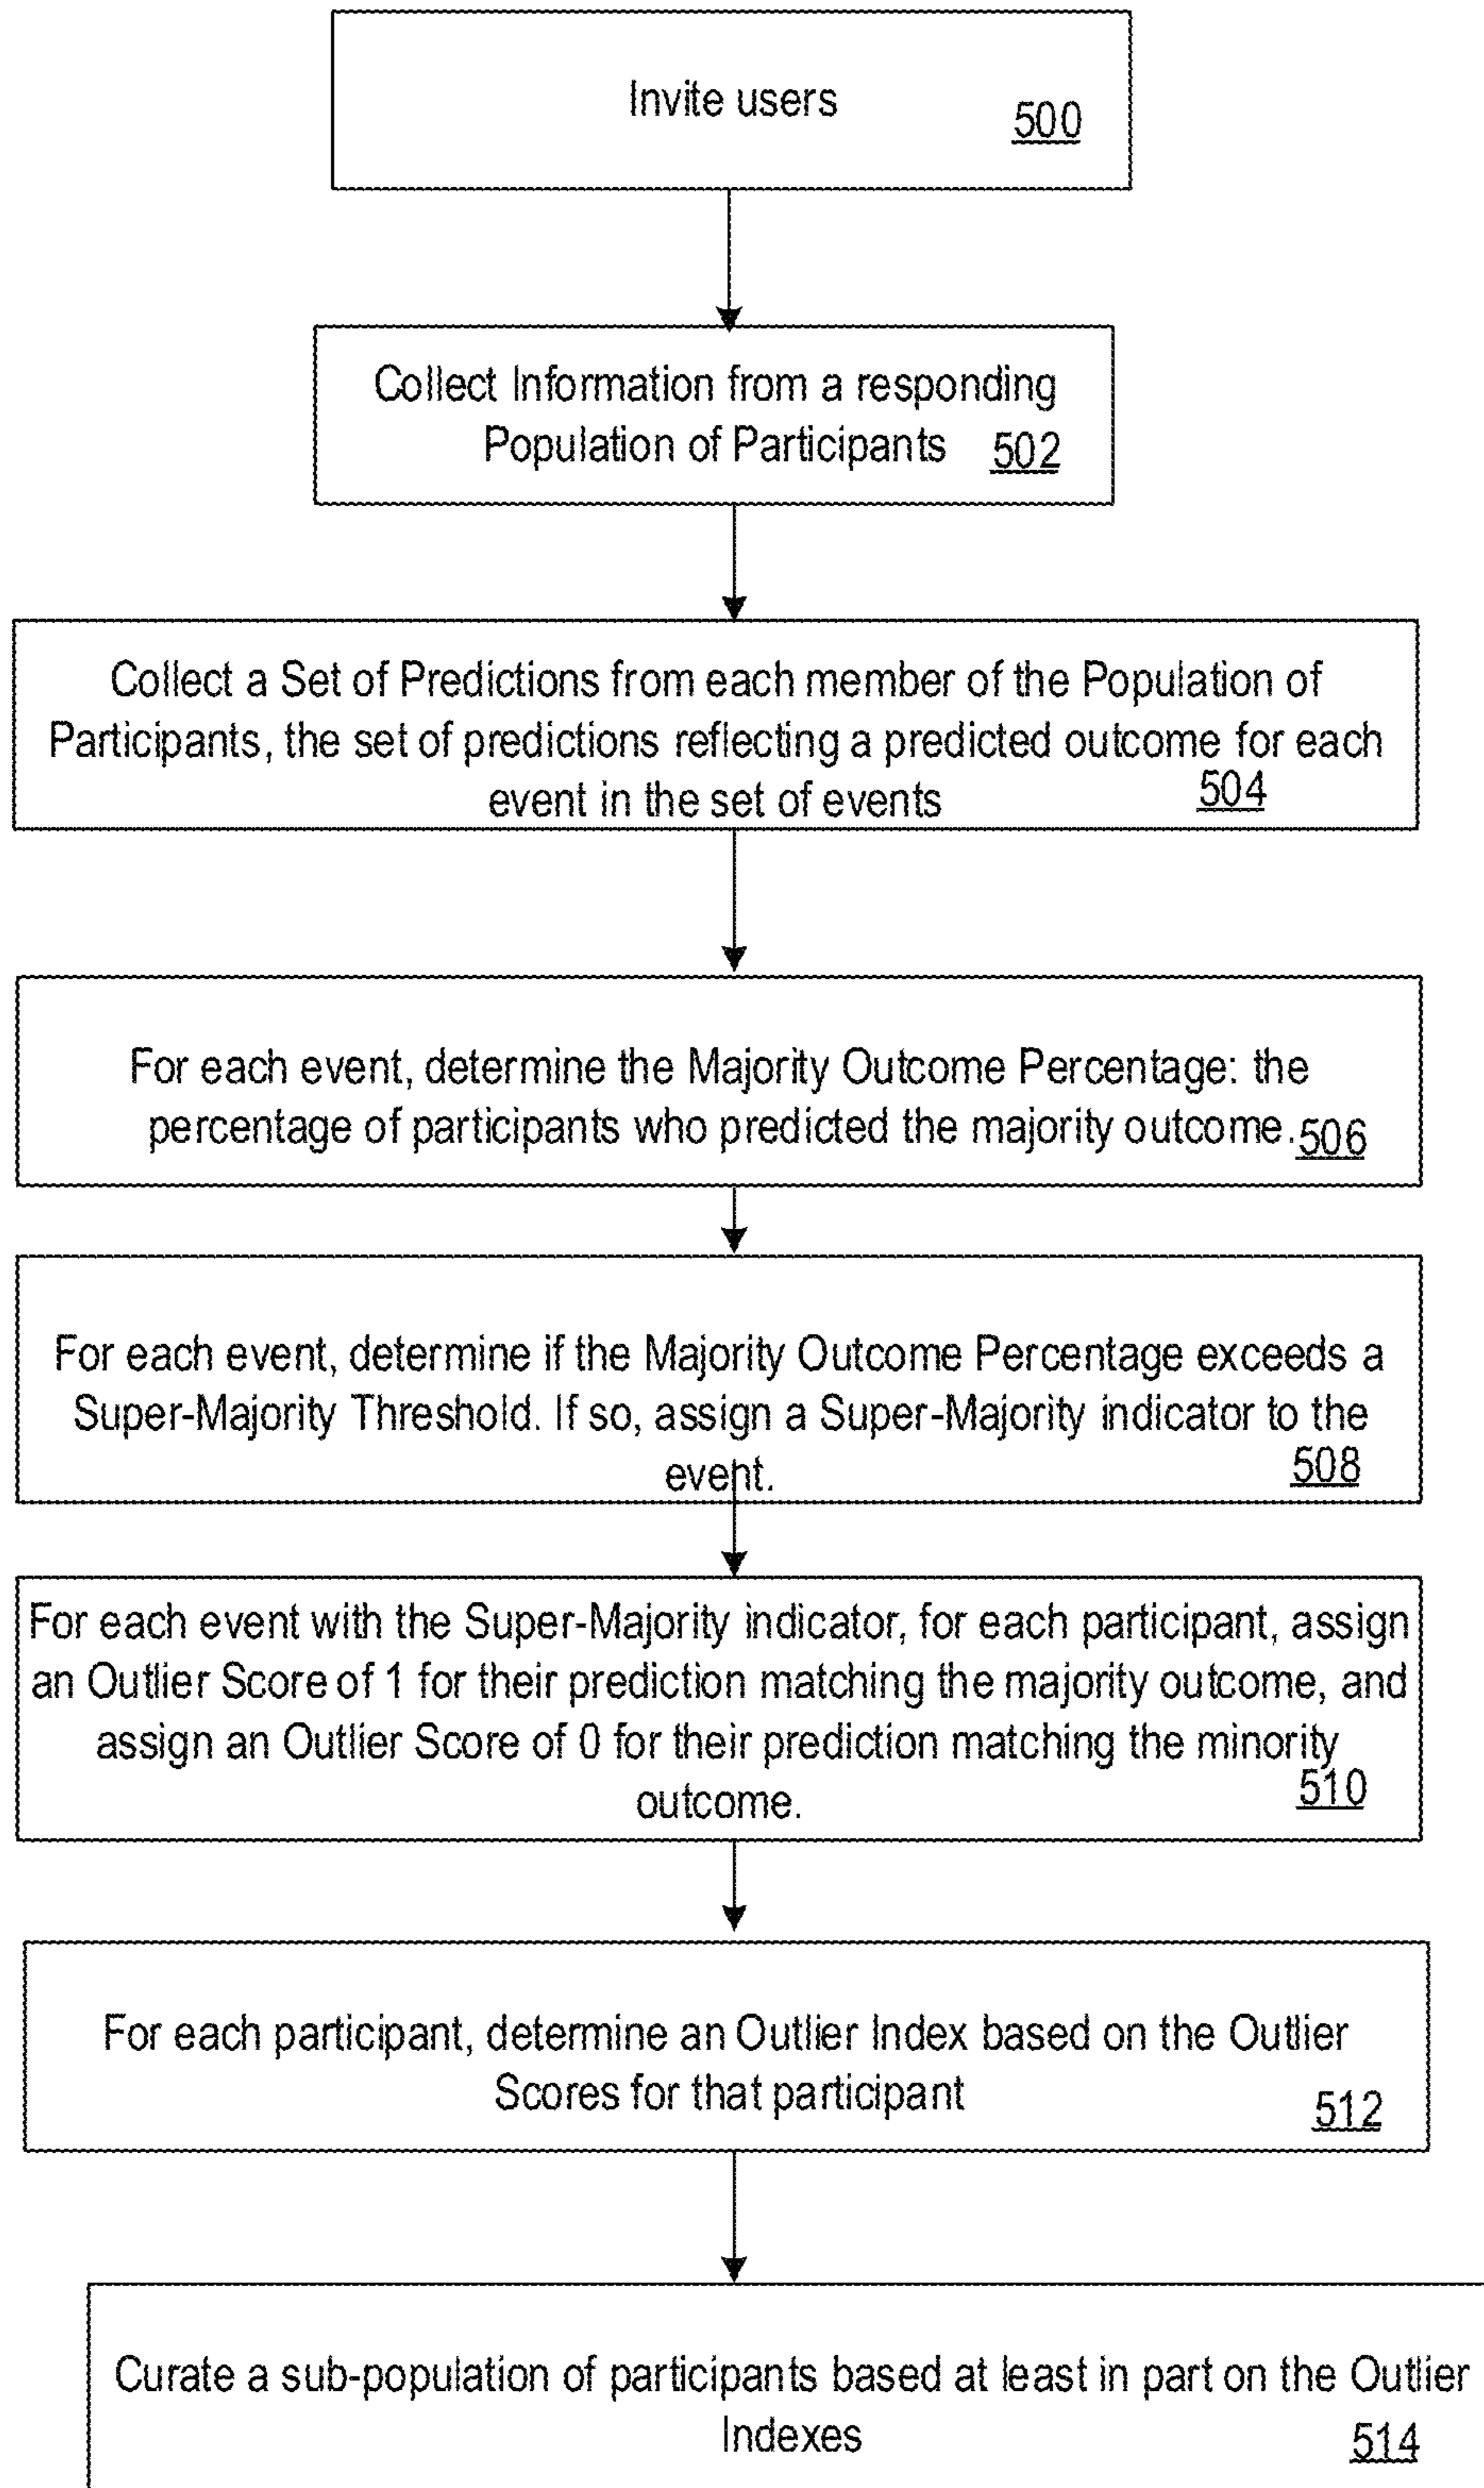 Invite users
500
Collect Information from a responding
Population of Participants 502
Collect a Set of Predictions from each member of the Population of
Participants, the set of predictions reflecting a predicted outcome for each
event in the set of events 504
For each event, determine the Majority Outcome Percentage: the
percentage of participants who predicted the majority outcome. 506
For each event, determine if the Majority Outcome Percentage exceeds a
Super-Majority Threshold. If so, assign a Super-Majority indicator to the
event. 508
For each event with the Super-Majority indicator, for each participant, assign
an Outlier Score of 1 for their prediction matching the majority outcome, and
assign an Outlier Score of 0 for their prediction matching the minority
outcome. 510
For each participant, determine an Outlier Index based on the Outlier
Scores for that participant 512
Curate a sub-population of participants based at least in part on the Outlier
Indexes 514